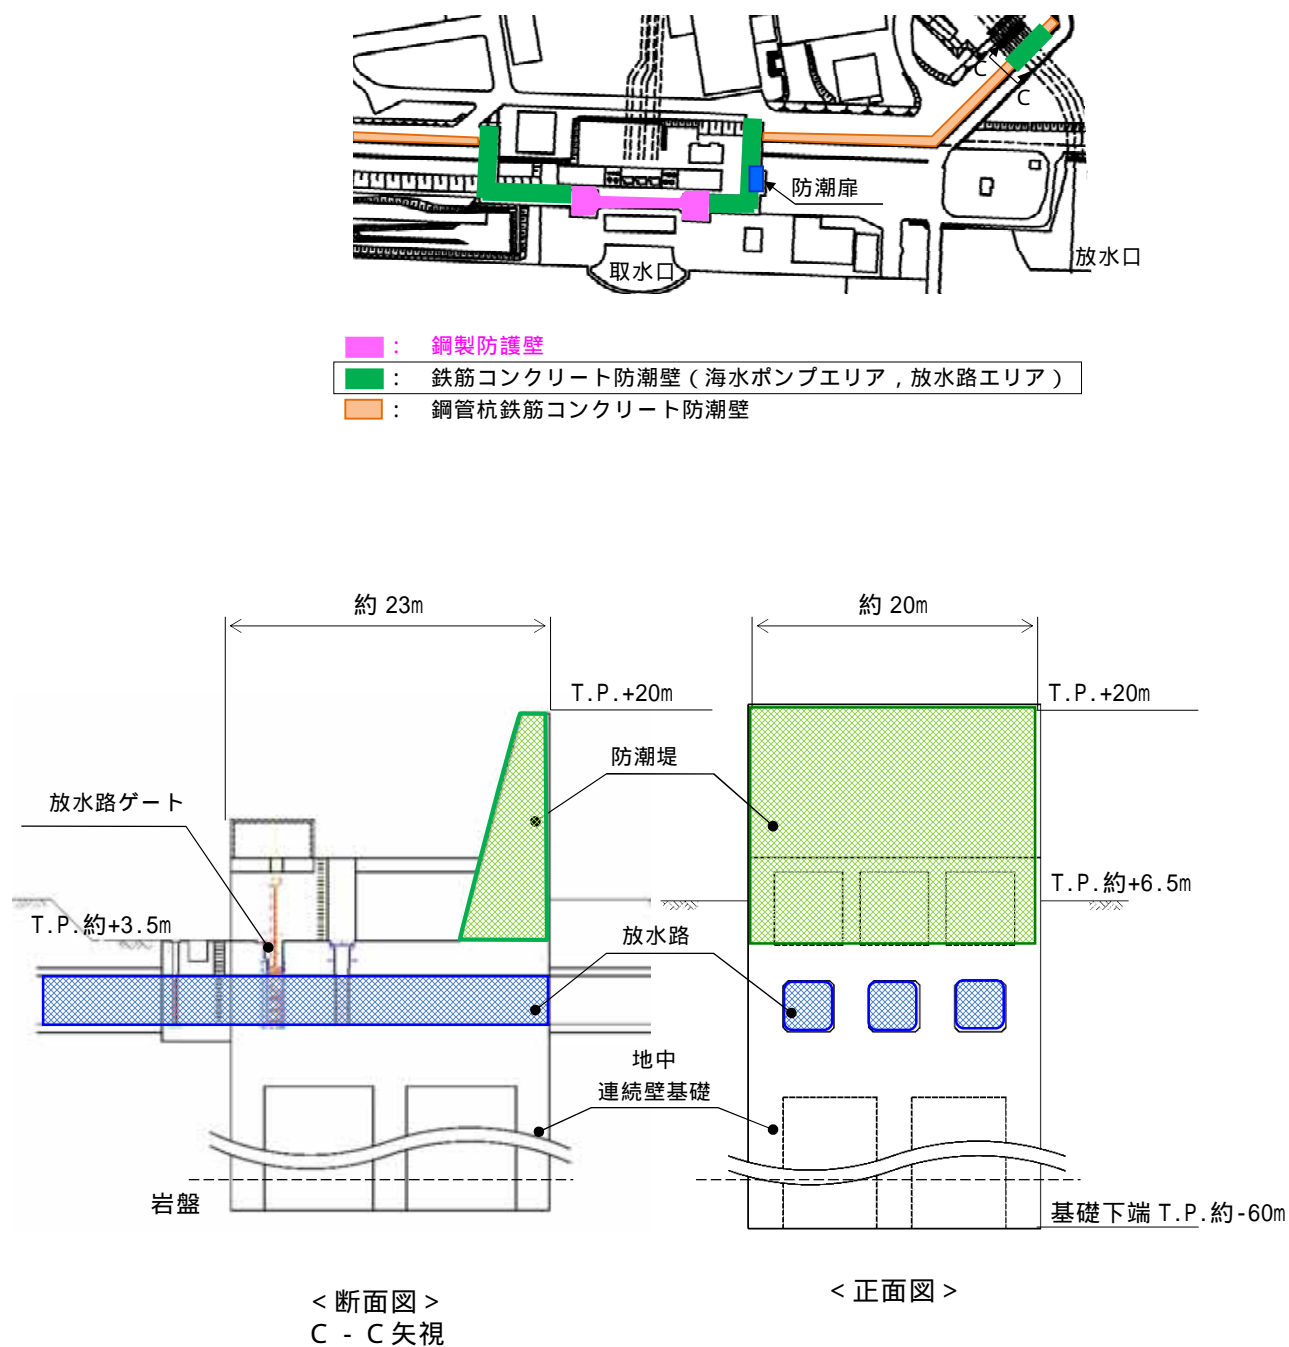 C
C
防潮扉
取水口
放水口
： 鋼製防護壁
： 鉄筋コンクリート防潮壁（海水ポンプエリア，放水路エリア）
： 鋼管杭鉄筋コンクリート防潮壁
約 23m
約 20m
T.P.+20m
T.P.+20m
防潮堤
放水路ゲート
T.P.約+6.5m
T.P.約+3.5m
放水路
地中
連続壁基礎
岩盤
基礎下端 T.P.約-60m
＜断面図＞
C - C矢視
＜正面図＞